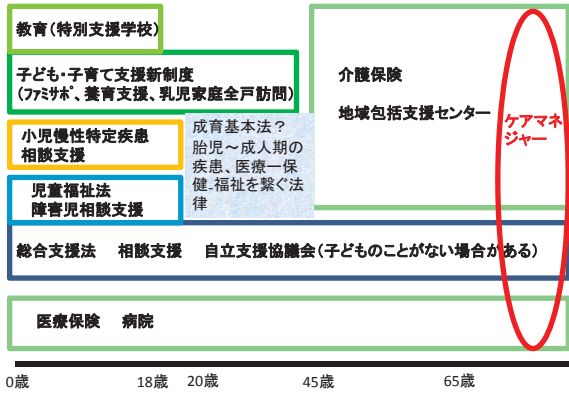 教育(特別支援学校)
子ども・子育て支援新制度
(ファミサポ、養育支援、乳児家庭全戸訪問)
小児慢性特定疾患
相談支援
児童福祉法
障害児相談支援
成育基本法?
胎児～成人期の
疾患、医療ー保
健-福祉を繋ぐ法
律
介護保険
地域包括支援センター
ケアマネ
ジャー
総合支援法 相談支援 自立支援協議会(子どものことがない場合がある)
医療保険 病院
0歳 18歳 20歳 45歳 65歳